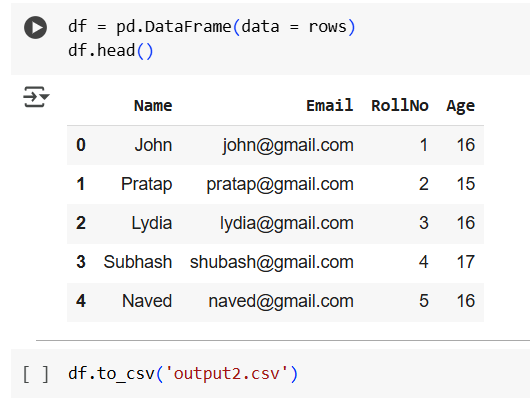 df = pd.DataFrame(data = rows)
df.head()
Name Email RollNo Age
0 John john@gmail.com 1 16
1 Pratap pratap@gmail.com 2 15
2 Lydia lydia@gmail.com 3 16
3 Subhash shubash@gmail.com 4 17
4 Naved naved@gmail.com 5 16
[ ] df.to_csv('output2.csv')